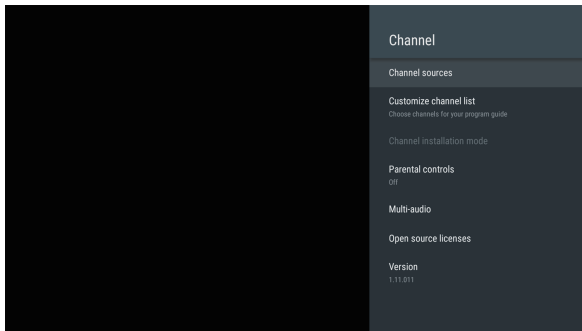 Channel
Channel sources
Customize channel list
Choose channels for your program guide
Channel installation mode
Parental controls
Off
Multi-audio
Open source licenses
Version
1.11.011